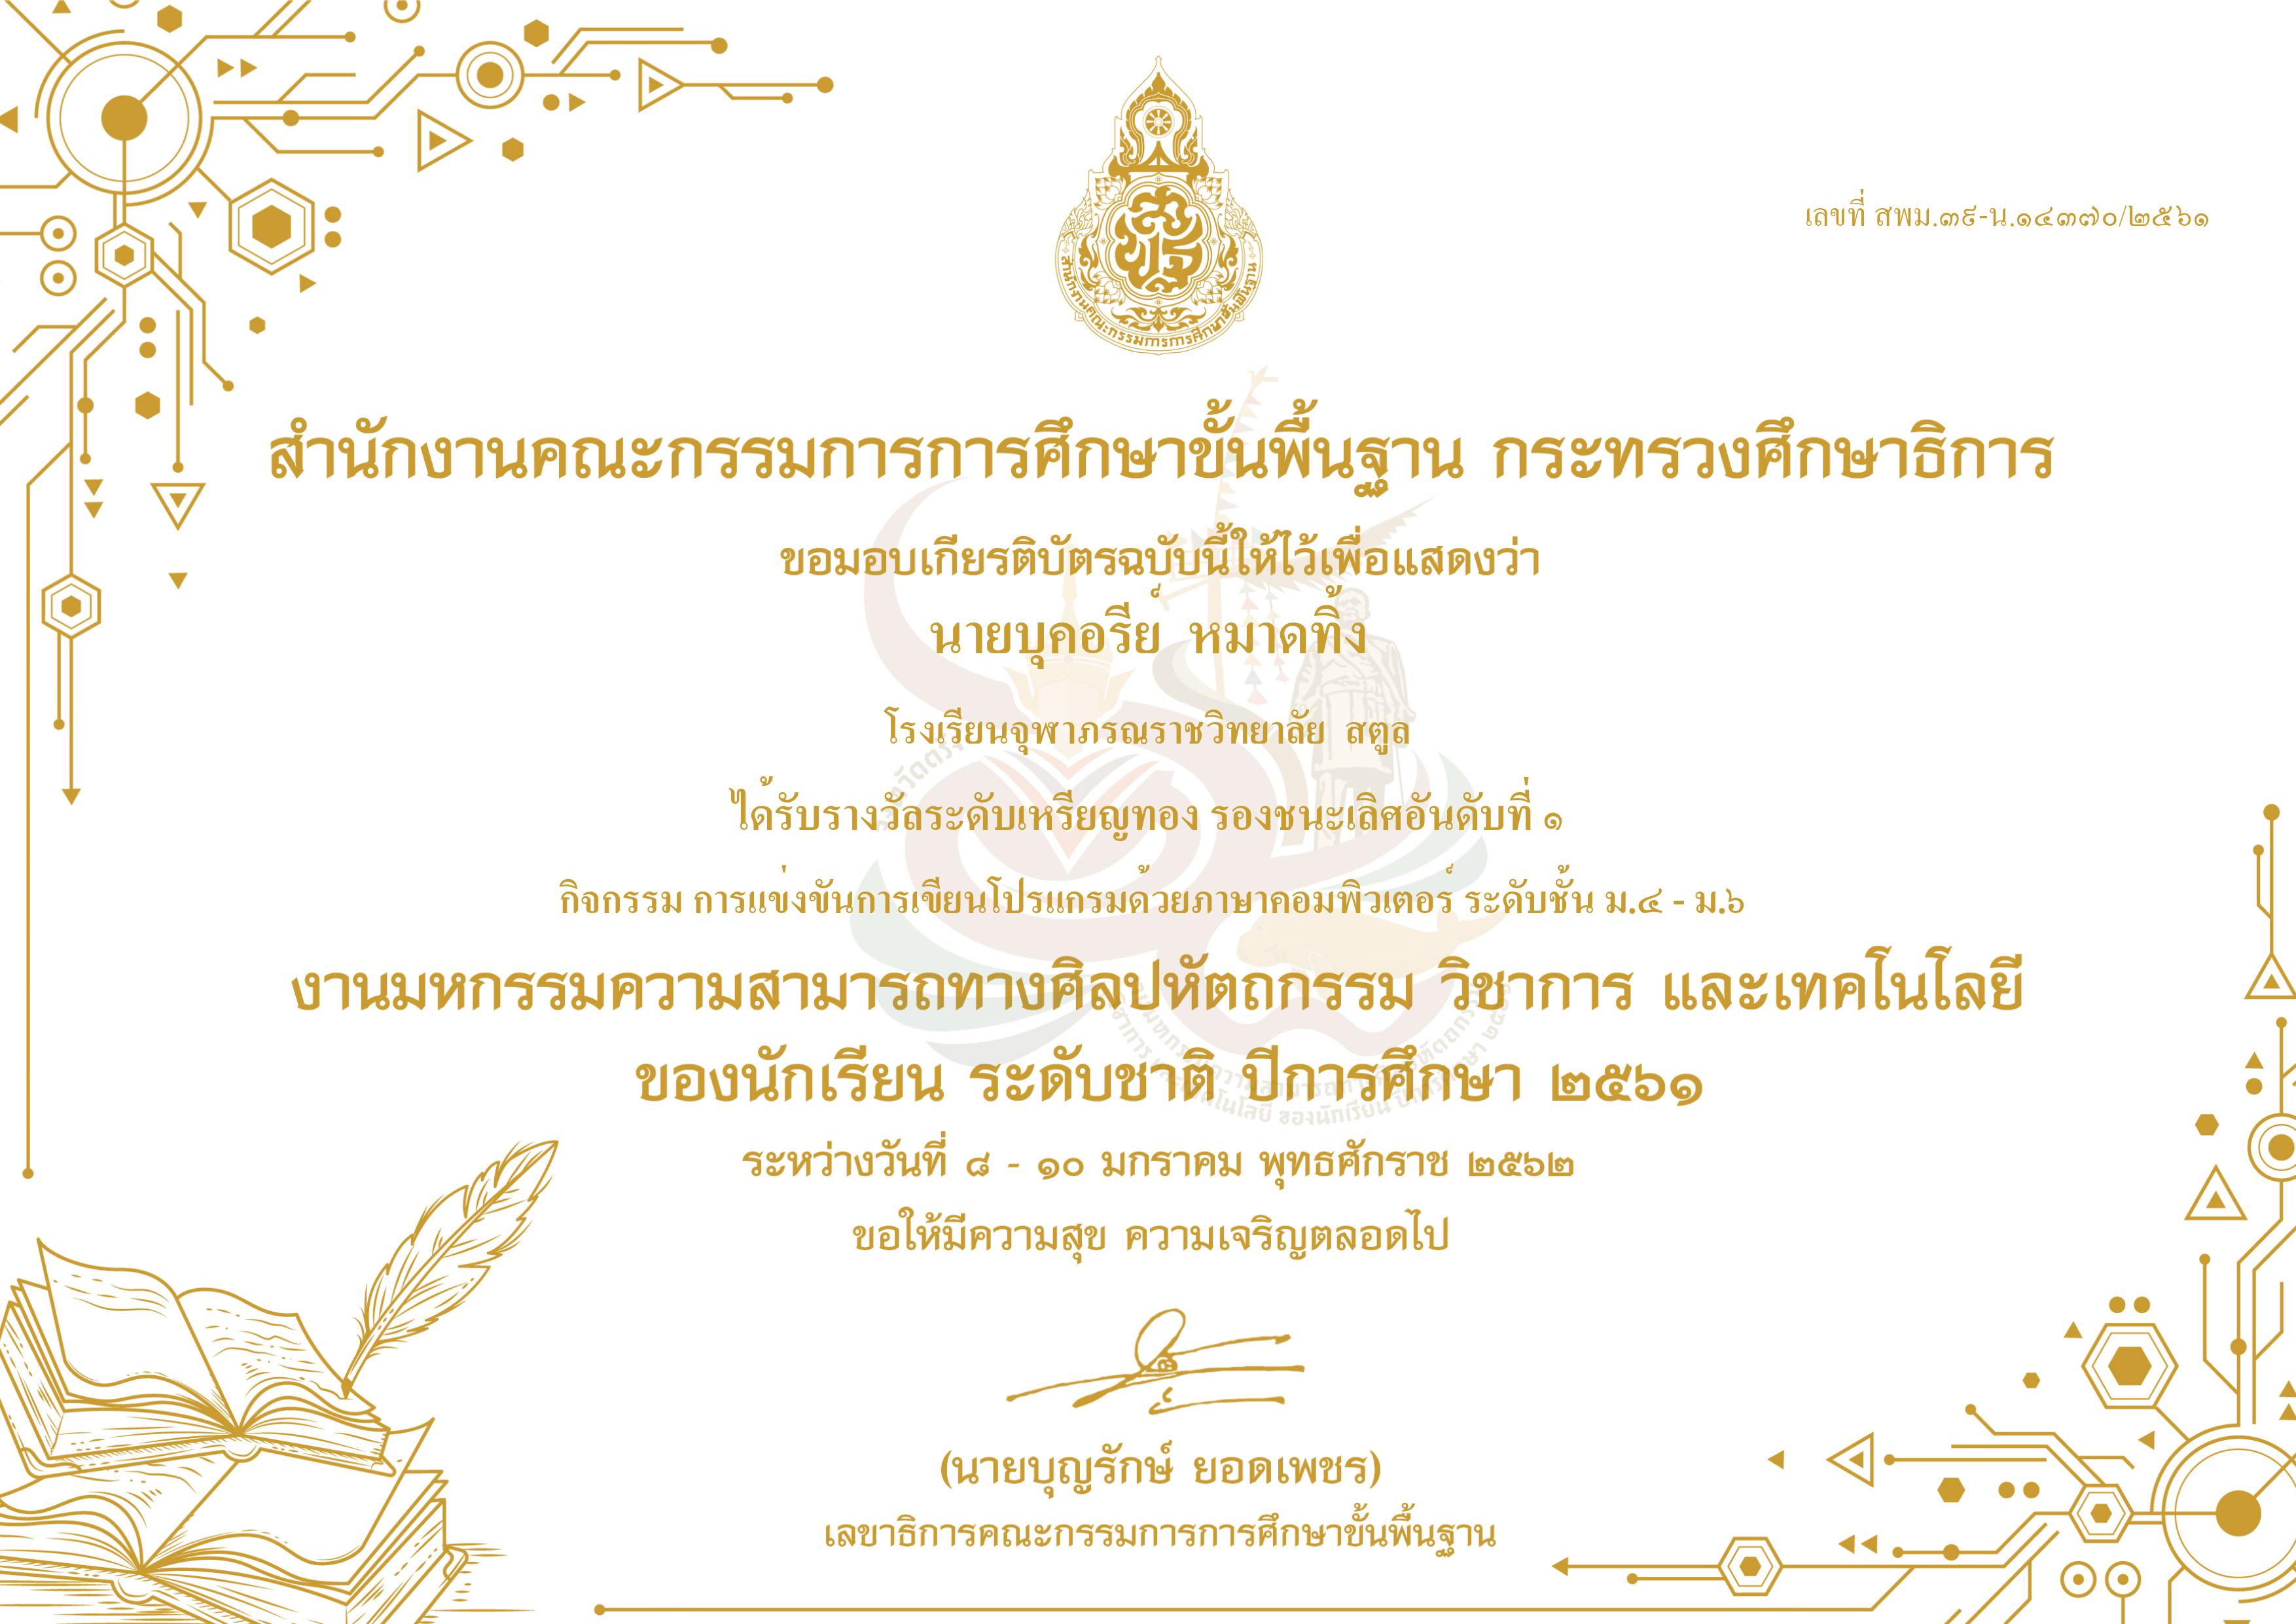 สำนักงานคณะกรรมการการศึกษาขั้นพื้นฐาน
เลขที่ สพม.๓๙-น.๑๔๓๗๐/๒๕๖๑
สำนักงานคณะกรรมการการศึกษาขั้นพื้นฐาน กระทรวงศึกษาธิการ
ขอมอบเกียรติบัตรฉบับนี้ให้ไว้เพื่อแสดงว่า
นายบุคอรีย์ หมาดทิ้ง
โรงเรียนจุฬาภรณราชวิทยาลัย สตูล
ได้รับรางวัลระดับเหรียญทอง รองชนะเลิศอันดับที่ ๑
กิจกรรม การแข่งขันการเขียนโปรแกรมด้วยภาษาคอมพิวเตอร์ ระดับชั้น ม.๔ - ม.๖
งานมหกรรมความสามารถทางศิลปหัตถกรรม วิชาการ และเทคโนโลยี
ของนักเรียน ระดับชาติ ปีการศึกษา ๒๕๖๑
ระหว่างวันที่ ๘ - ๑๐ มกราคม พุทธศักราช ๒๕๖๒
ขอให้มีความสุข ความเจริญตลอดไป
(นายบุญรักษ์ ยอดเพชร)
เลขาธิการคณะกรรมการการศึกษาขั้นพื้นฐาน